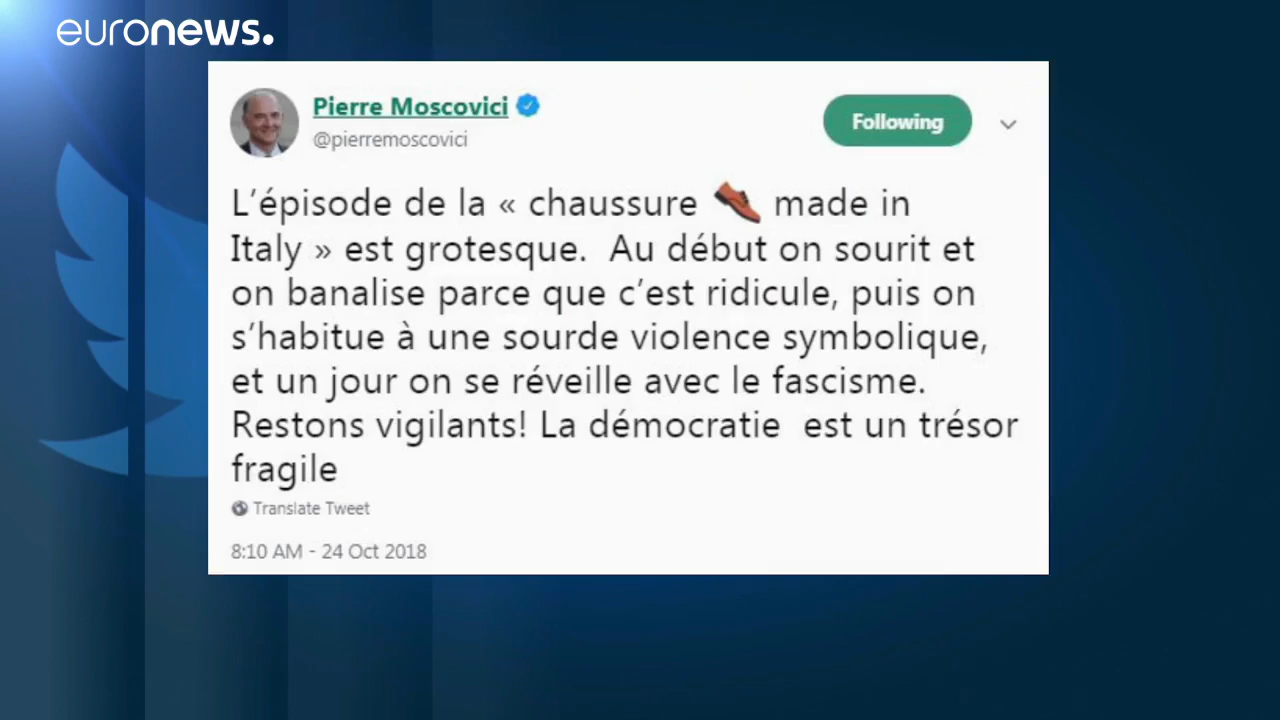 euronews.
Pierre Moscovici
@pierremoscovici
Following
L’épisode de la « chaussure 👞 made in
Italy » est grotesque. Au début on sourit et
on banalise parce que c’est ridicule, puis on
s’habitue à une sourde violence symbolique,
et un jour on se réveille avec le fascisme.
Restons vigilants! La démocratie est un trésor
fragile
Translate Tweet
8:10 AM - 24 Oct 2018